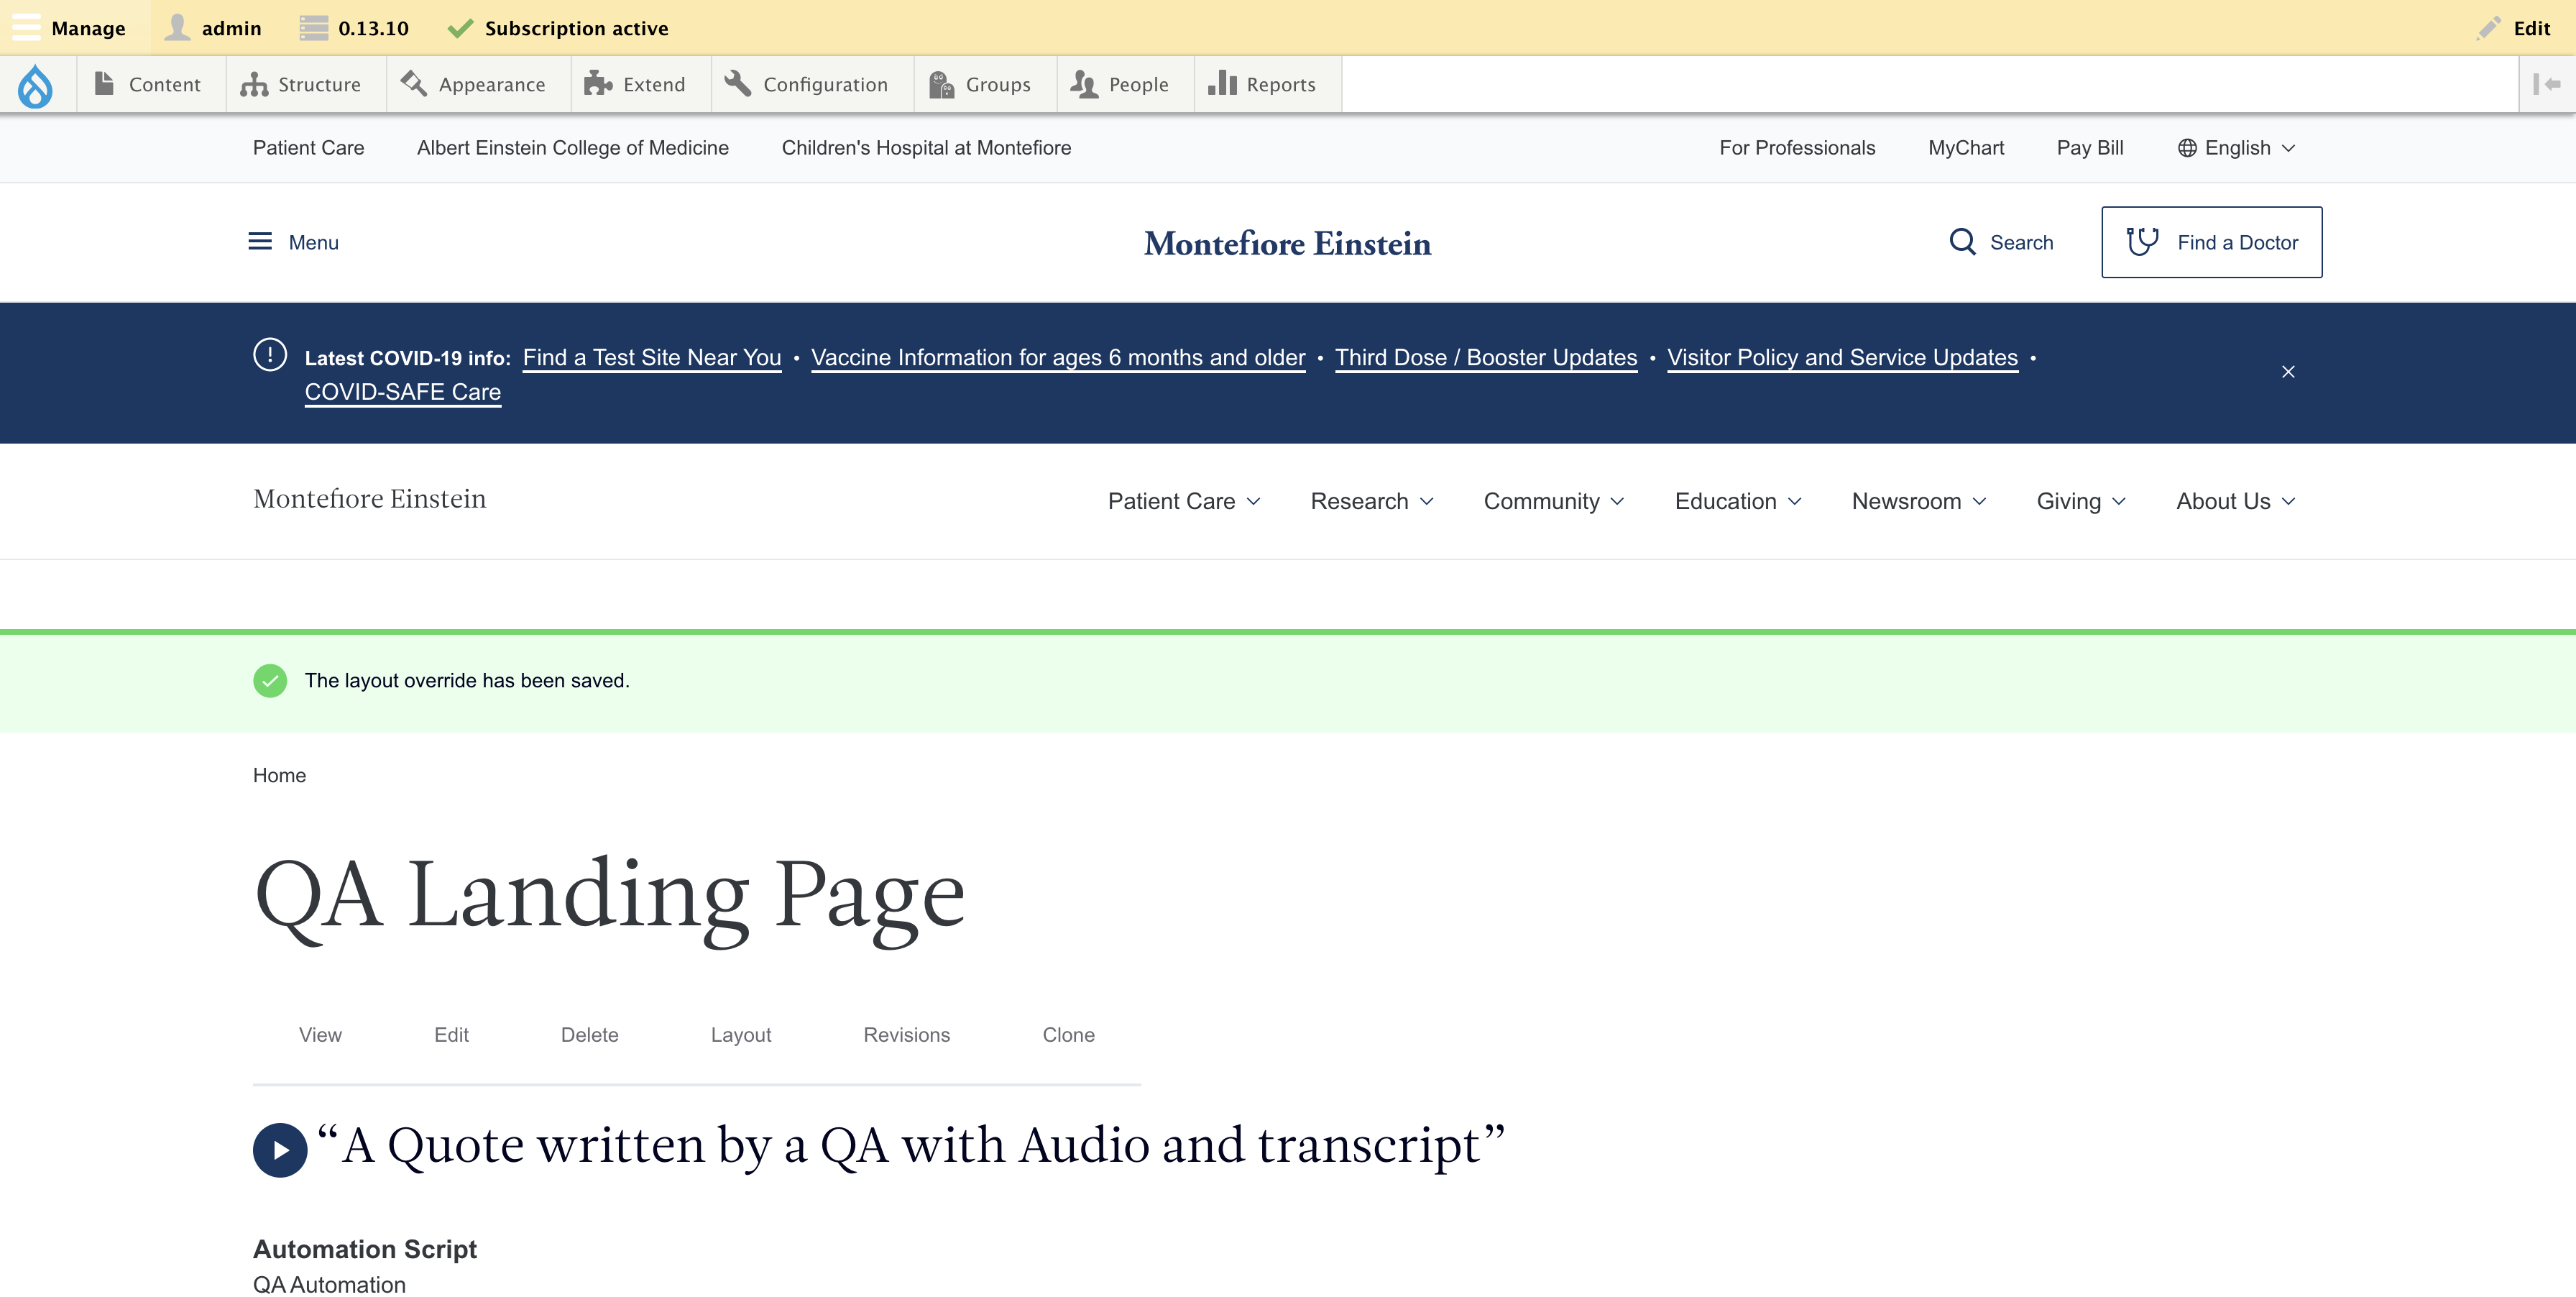 Manage admin 0.13.10 Subscription active Edit
Content Structure Appearance Extend Configuration Groups People Reports
Patient Care Albert Einstein College of Medicine Children's Hospital at Montefiore For Professionals MyChart Pay Bill English
Menu Montefiore Einstein Search Find a Doctor
Latest COVID-19 info: Find a Test Site Near You • Vaccine Information for ages 6 months and older • Third Dose / Booster Updates • Visitor Policy and Service Updates •
COVID-SAFE Care
Montefiore Einstein Patient Care Research Community Education Newsroom Giving About Us
The layout override has been saved.
Home
QA Landing Page
View Edit Delete Layout Revisions Clone
“A Quote written by a QA with Audio and transcript”
Automation Script
QA Automation